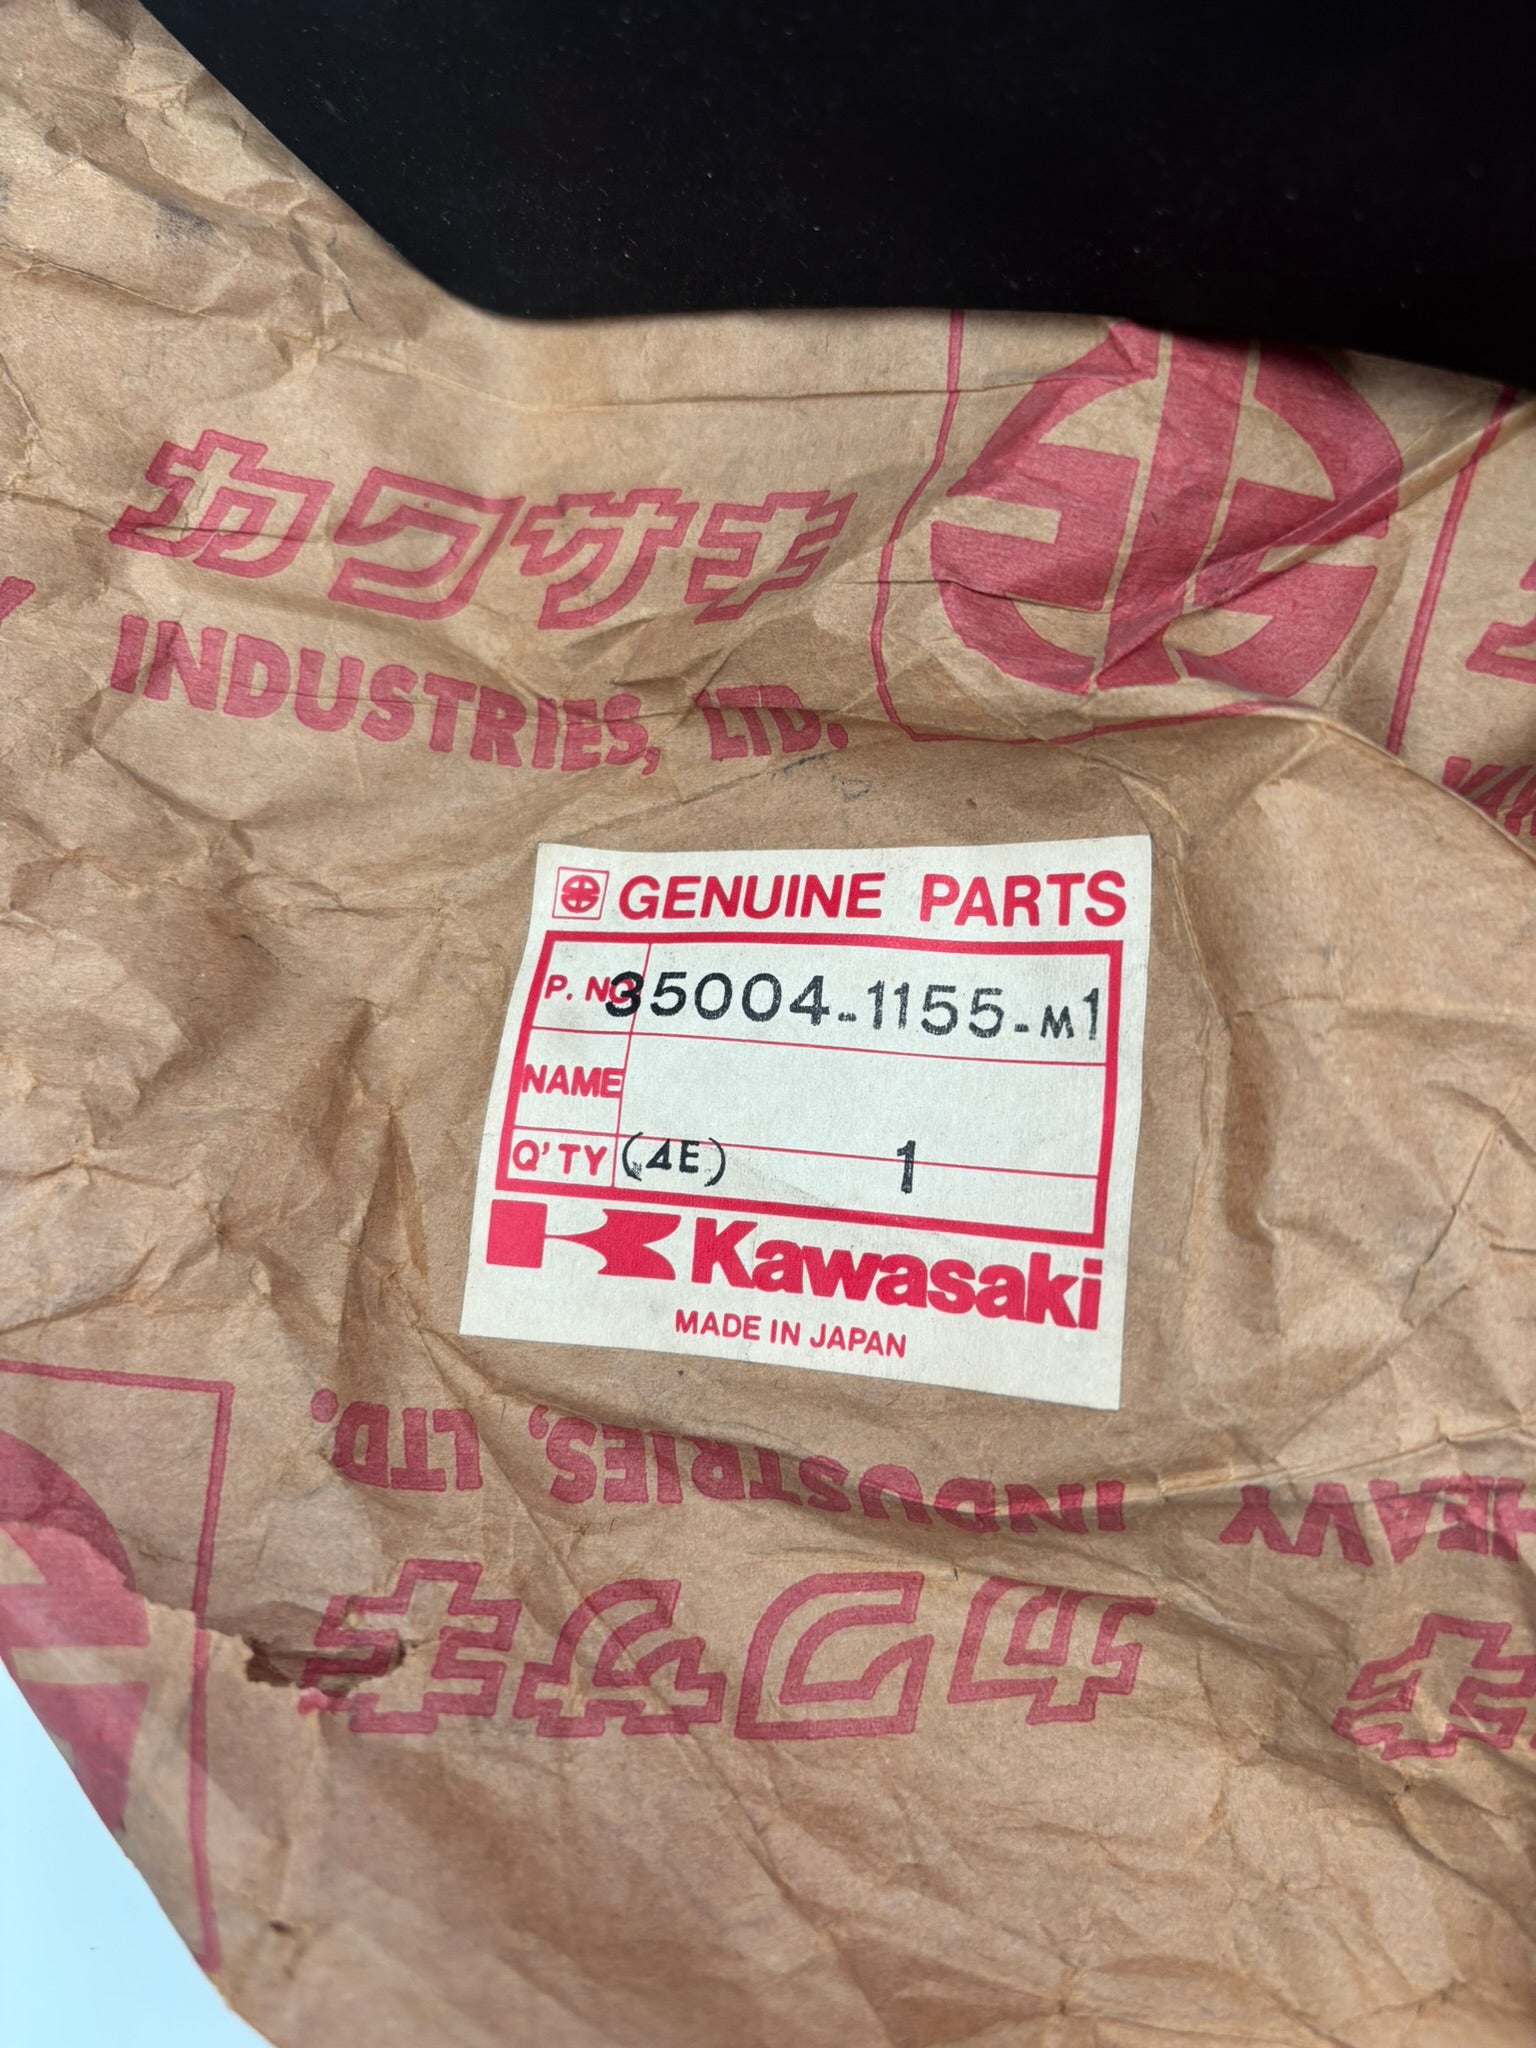 カワサキ
INDUSTRIES, LTD.
GENUINE PARTS
P. NO 35004-1155-M1
NAME
Q'TY (4E) 1
Kawasaki
MADE IN JAPAN
HEAVY INDUSTRIES, LTD.
カワサキ